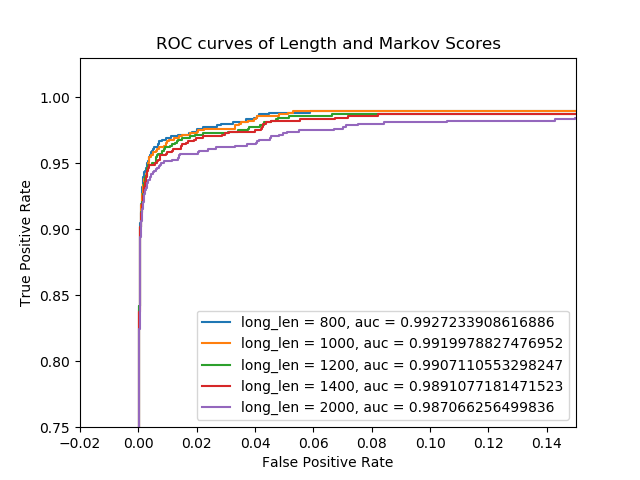 ROC curves of Length and Markov Scores
True Positive Rate
1.00
0.95
0.90
0.85
0.80
0.75
long_len = 800, auc = 0.9927233908616886
long_len = 1000, auc = 0.9919978827476952
long_len = 1200, auc = 0.9907110553298247
long_len = 1400, auc = 0.9891077181471523
long_len = 2000, auc = 0.987066256499836
−0.02 0.00 0.02 0.04 0.06 0.08 0.10 0.12 0.14
False Positive Rate